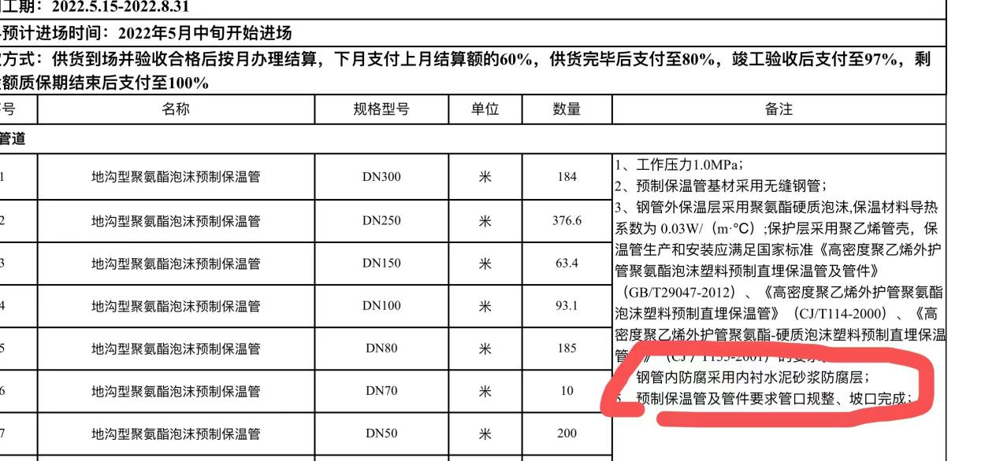 工期：2022.5.15-2022.8.31
预计进场时间：2022年5月中旬开始进场
方式：供货到场并验收合格后按月办理结算，下月支付上月结算额的60%，供货完毕后支付至80%，竣工验收后支付至97%，剩
额质保期结束后支付至100%
号 名称 规格型号 单位 数量 备注
管道
1 地沟型聚氨酯泡沫预制保温管 DN300 米 184
2 地沟型聚氨酯泡沫预制保温管 DN250 米 376.6
3 地沟型聚氨酯泡沫预制保温管 DN150 米 63.4
4 地沟型聚氨酯泡沫预制保温管 DN100 米 93.1
5 地沟型聚氨酯泡沫预制保温管 DN80 米 185
6 地沟型聚氨酯泡沫预制保温管 DN70 米 10
7 地沟型聚氨酯泡沫预制保温管 DN50 米 200
1、工作压力1.0MPa；
2、预制保温管基材采用无缝钢管；
3、钢管外保温层采用聚氨酯硬质泡沫,保温材料导热
系数为 0.03W/（m·℃）;保护层采用聚乙烯管壳，保
温管生产和安装应满足国家标准《高密度聚乙烯外护
管聚氨酯泡沫塑料预制直埋保温管及管件》
（GB/T29047-2012）、《高密度聚乙烯外护管聚氨酯
泡沫塑料预制直埋保温管》（CJ/T114-2000）、《高
密度聚乙烯外护管聚氨酯-硬质泡沫塑料预制直埋保温
管》（CJ/T155-2001）的要求
钢管内防腐采用内衬水泥砂浆防腐层；
5、预制保温管及管件要求管口规整、坡口完成；